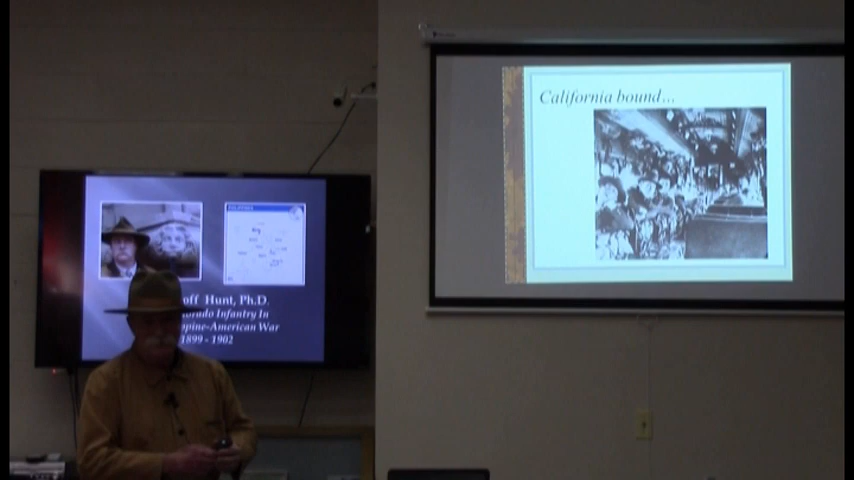 off Hunt, Ph.D.
orado Infantry In
ppine-American War
1899 - 1902
California bound...